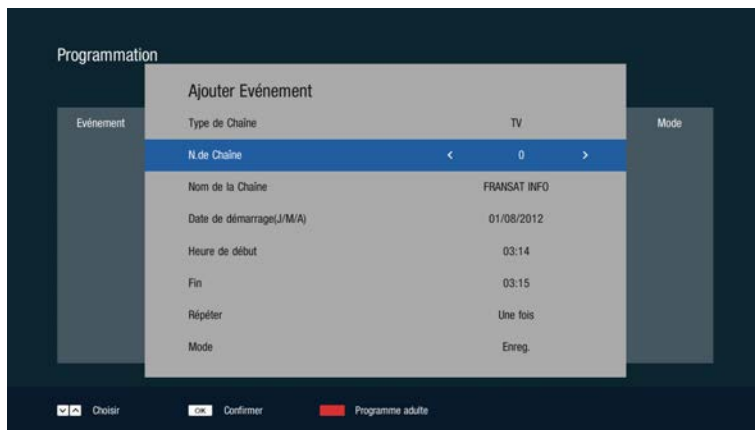 Programmation
Ajouter Evénement
Evénement
Mode
Type de Chaîne TV
N.de Chaîne < 0 >
Nom de la Chaîne FRANSAT INFO
Date de démarrage(J/M/A) 01/08/2012
Heure de début 03:14
Fin 03:15
Répéter Une fois
Mode Enreg.
Choisir OK Confirmer Programme adulte